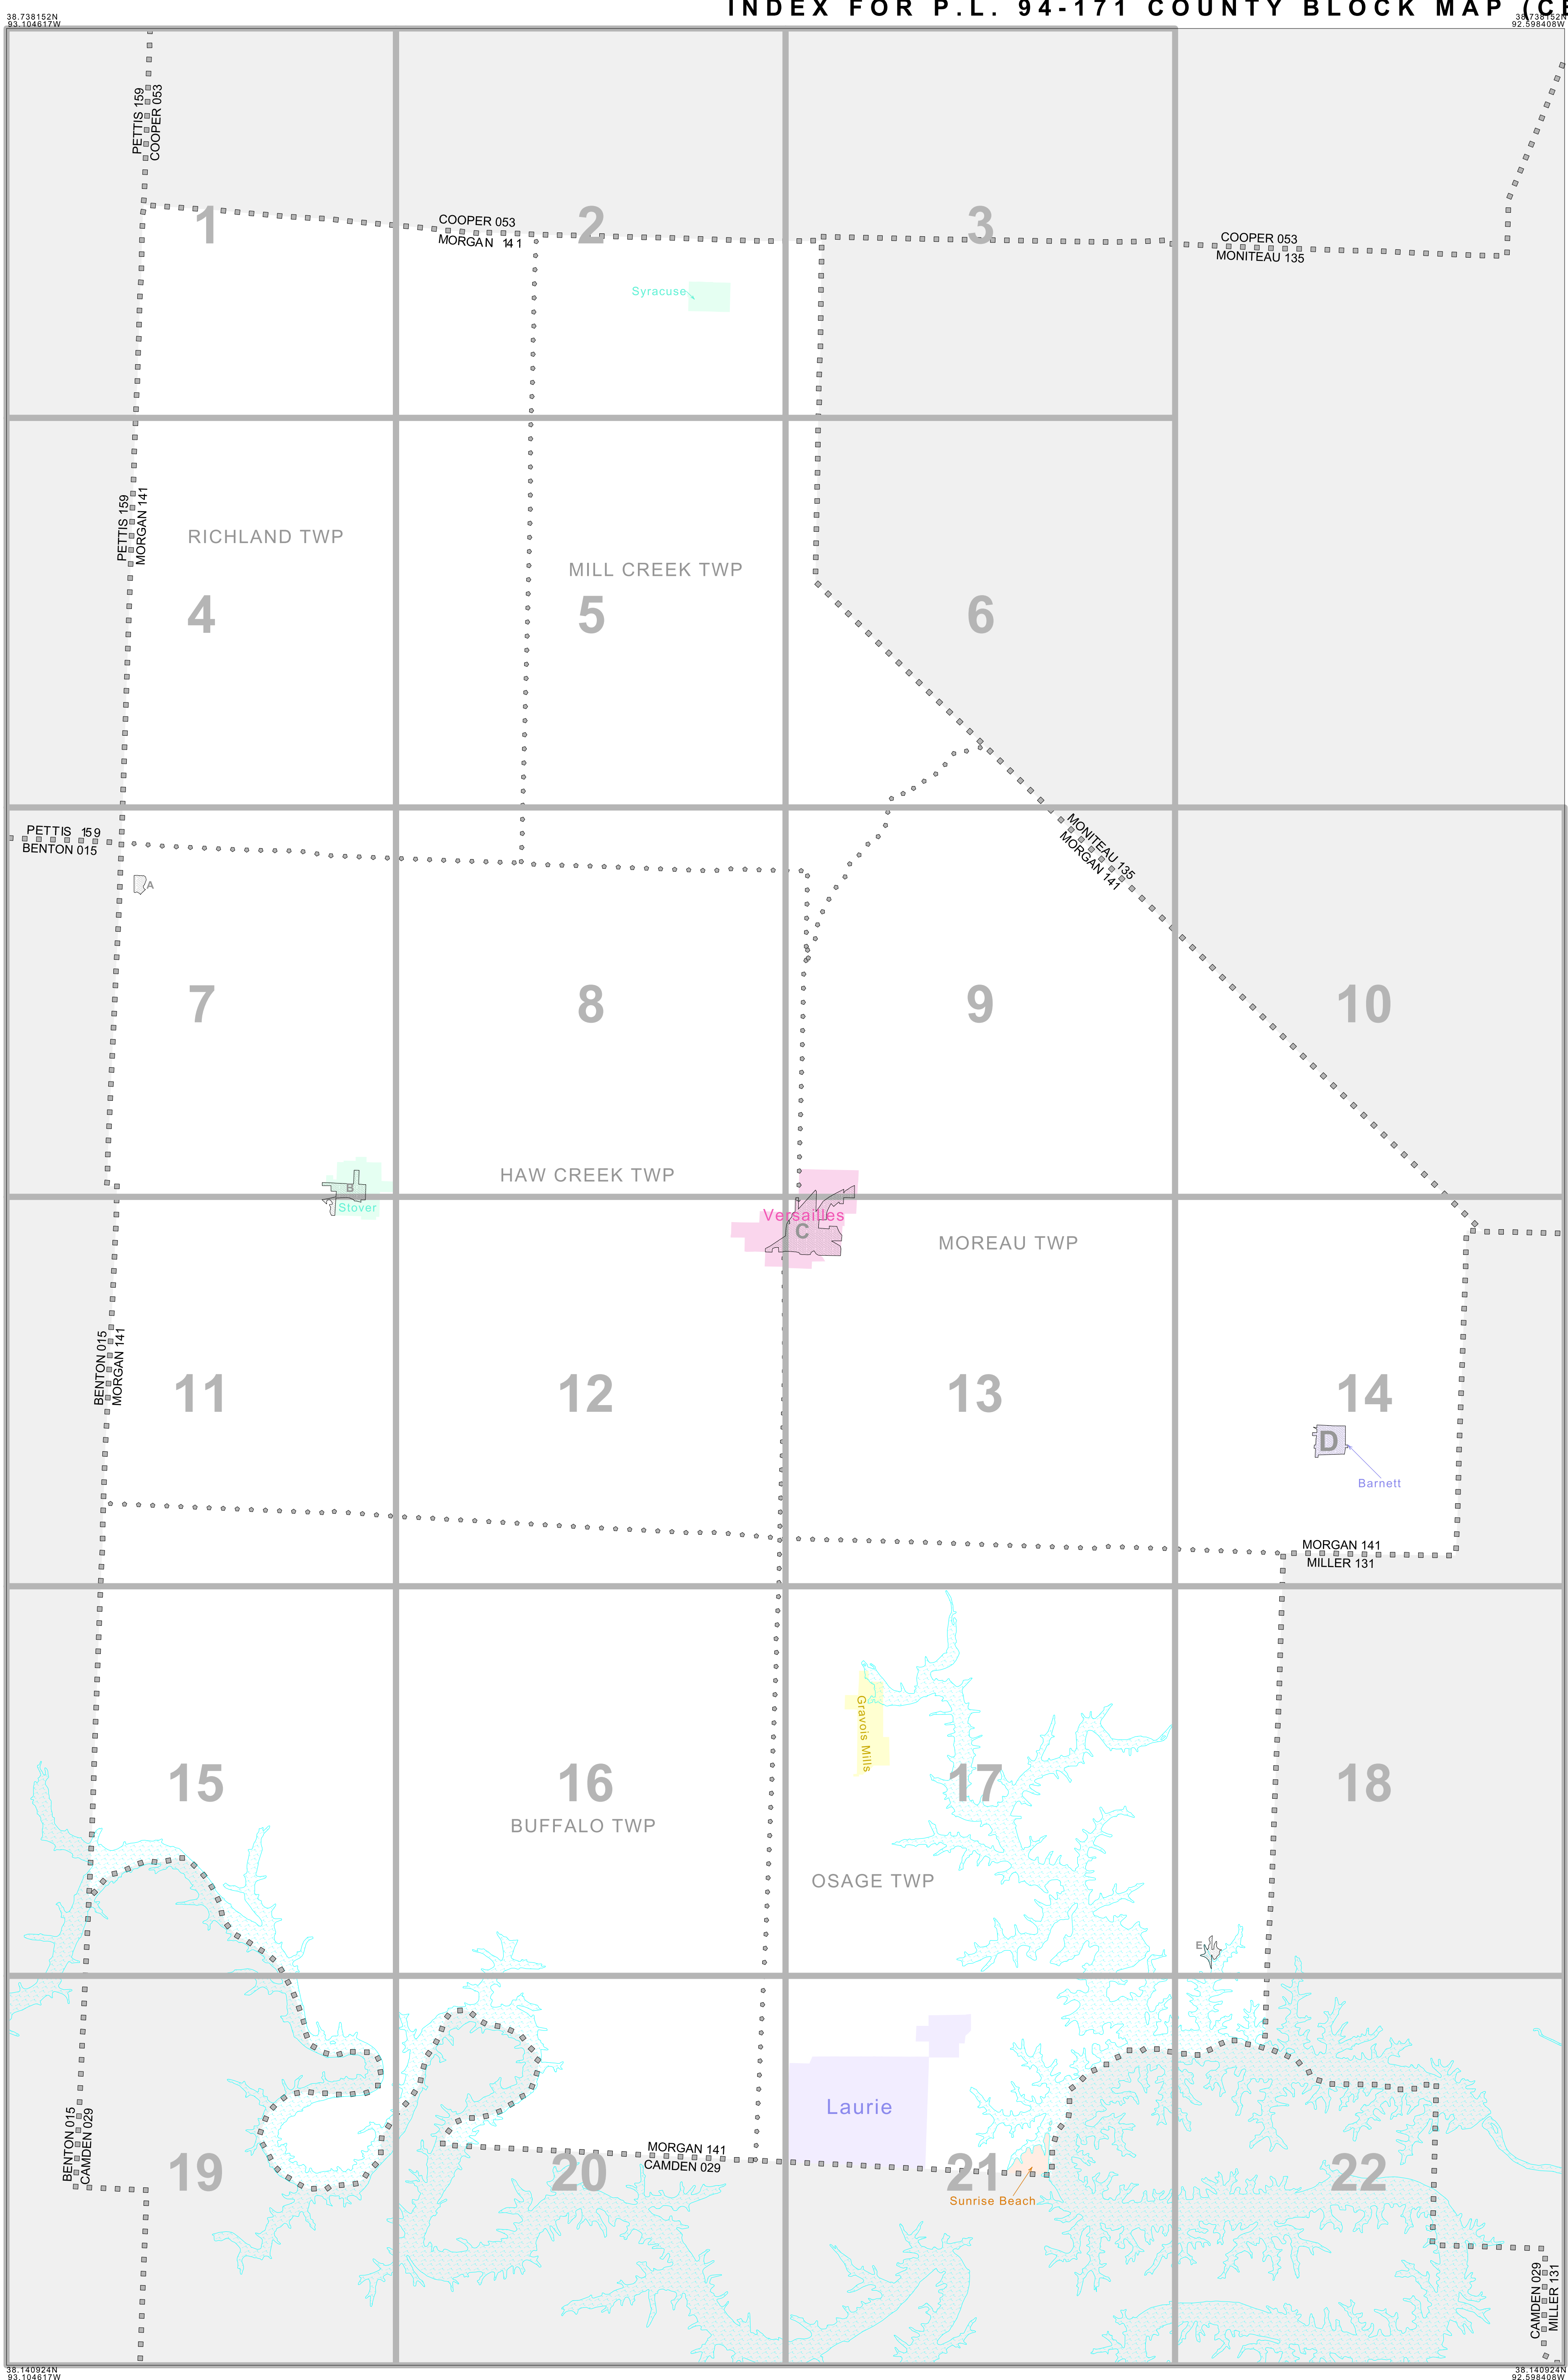 INDEX FOR P.L. 94-171 COUNTY BLOCK MAP (CE
38.738152N
93.104617W
38.738152N
92.598408W
PETTIS 159
COOPER 053
1
COOPER 053
MORGAN 141
2
3
COOPER 053
MONITEAU 135
Syracuse
PETTIS 159
MORGAN 141
RICHLAND TWP
MILL CREEK TWP
4
5
6
PETTIS 159
BENTON 015
MONITEAU 135
MORGAN 141
A
7
8
9
10
HAW CREEK TWP
B
Stover
Versailles
C
MOREAU TWP
BENTON 015
MORGAN 141
11
12
13
14
D
Barnett
MORGAN 141
MILLER 131
Gravois Mills
15
16
17
18
BUFFALO TWP
OSAGE TWP
E
Laurie
BENTON 015
CAMDEN 029
MORGAN 141
CAMDEN 029
19
20
21
22
Sunrise Beach
CAMDEN 029
MILLER 131
38.140924N
93.104617W
38.140924N
92.598408W